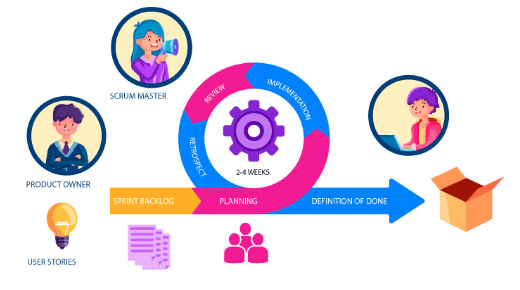 SCRUM MASTER
REVIEW
IMPLEMENTATION
RETROSPECT
2-4 WEEKS
PRODUCT OWNER
SPRINT BACKLOG
PLANNING
DEFINITION OF DONE
USER STORIES